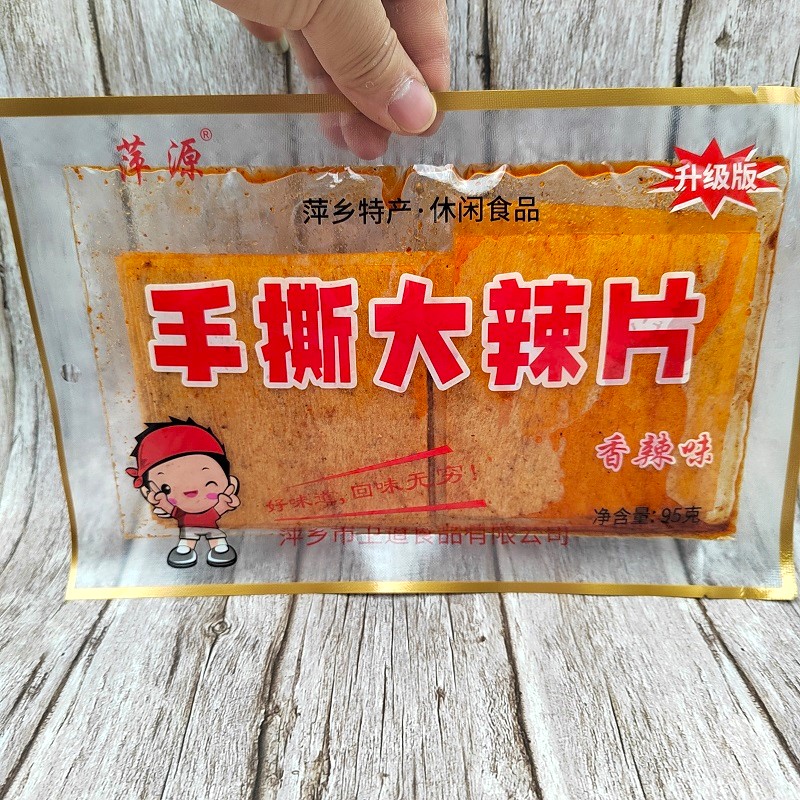 萍源®
升级版
萍乡特产·休闲食品
手撕大辣片
香辣味
好味道,回味无穷!
净含量:95克
萍乡市卫道食品有限公司